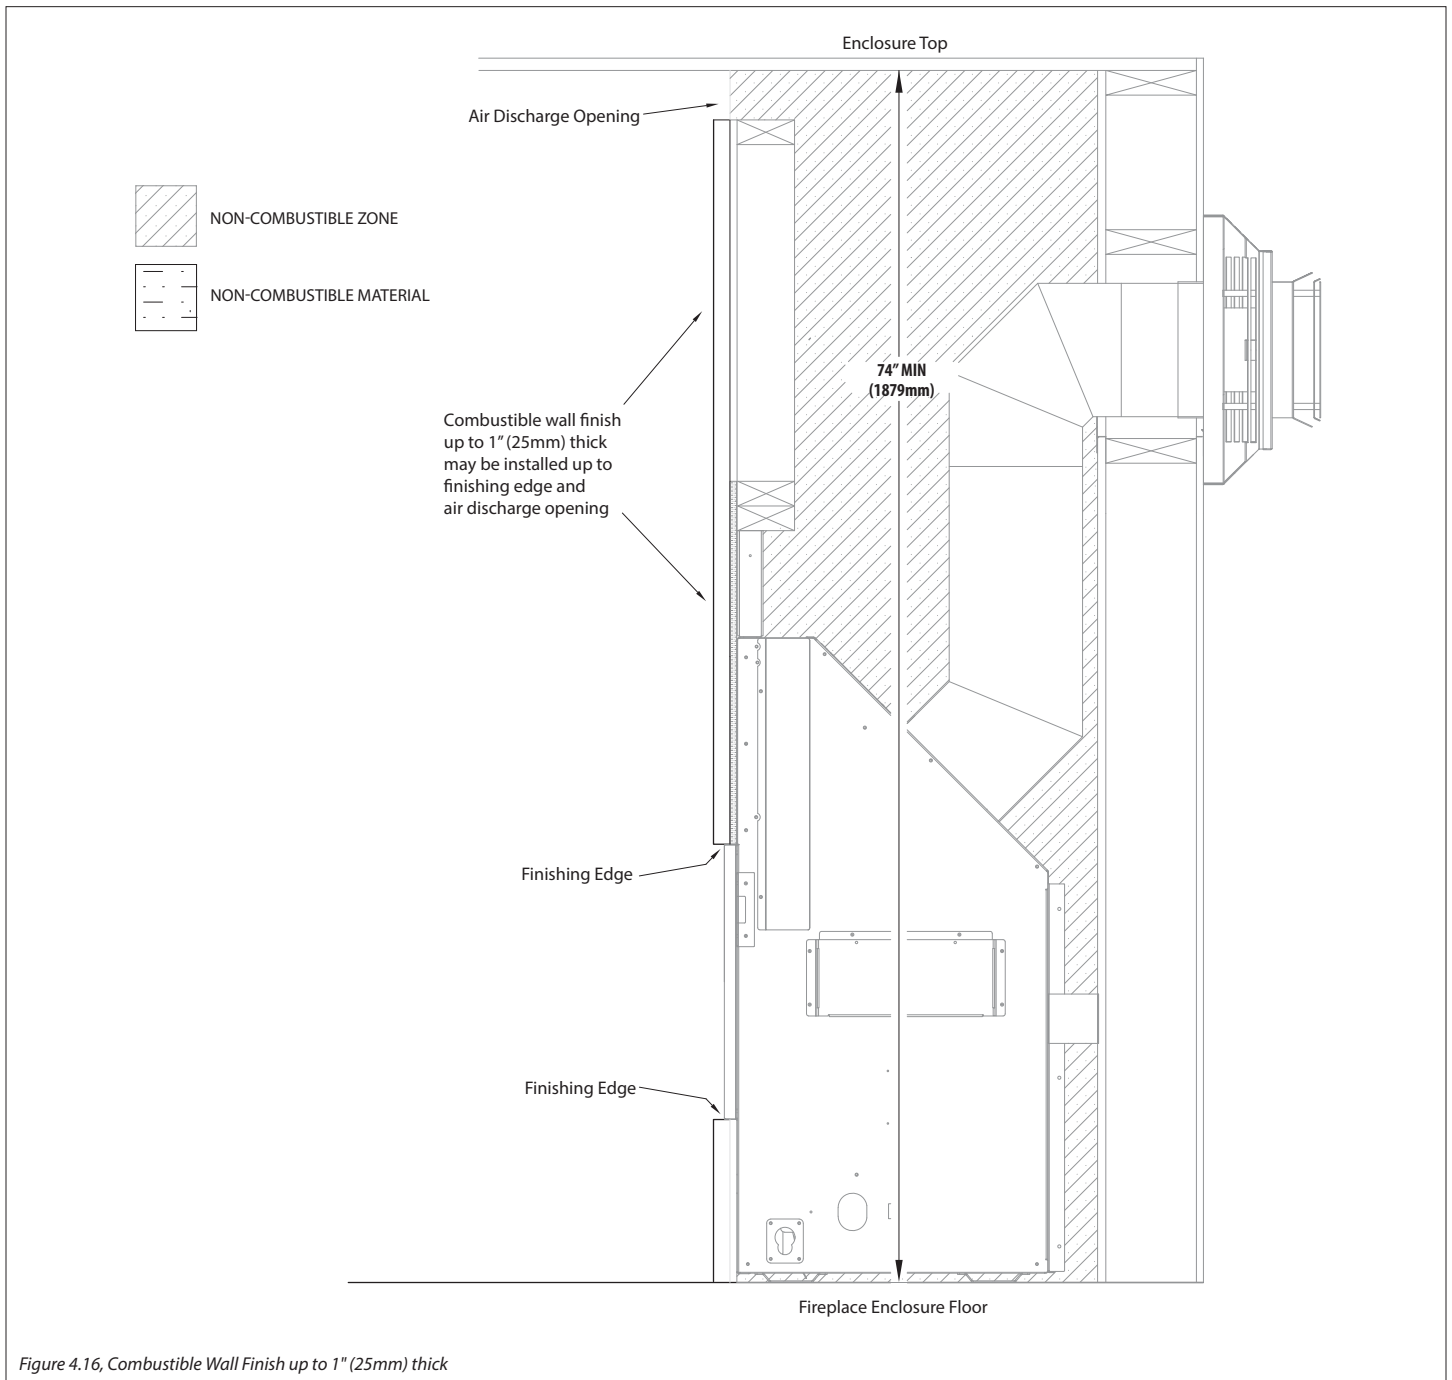 Enclosure Top
Air Discharge Opening
NON-COMBUSTIBLE ZONE
NON-COMBUSTIBLE MATERIAL
74" MIN
(1879mm)
Combustible wall finish
up to 1" (25mm) thick
may be installed up to
finishing edge and
air discharge opening
Finishing Edge
Finishing Edge
Fireplace Enclosure Floor
Figure 4.16, Combustible Wall Finish up to 1" (25mm) thick